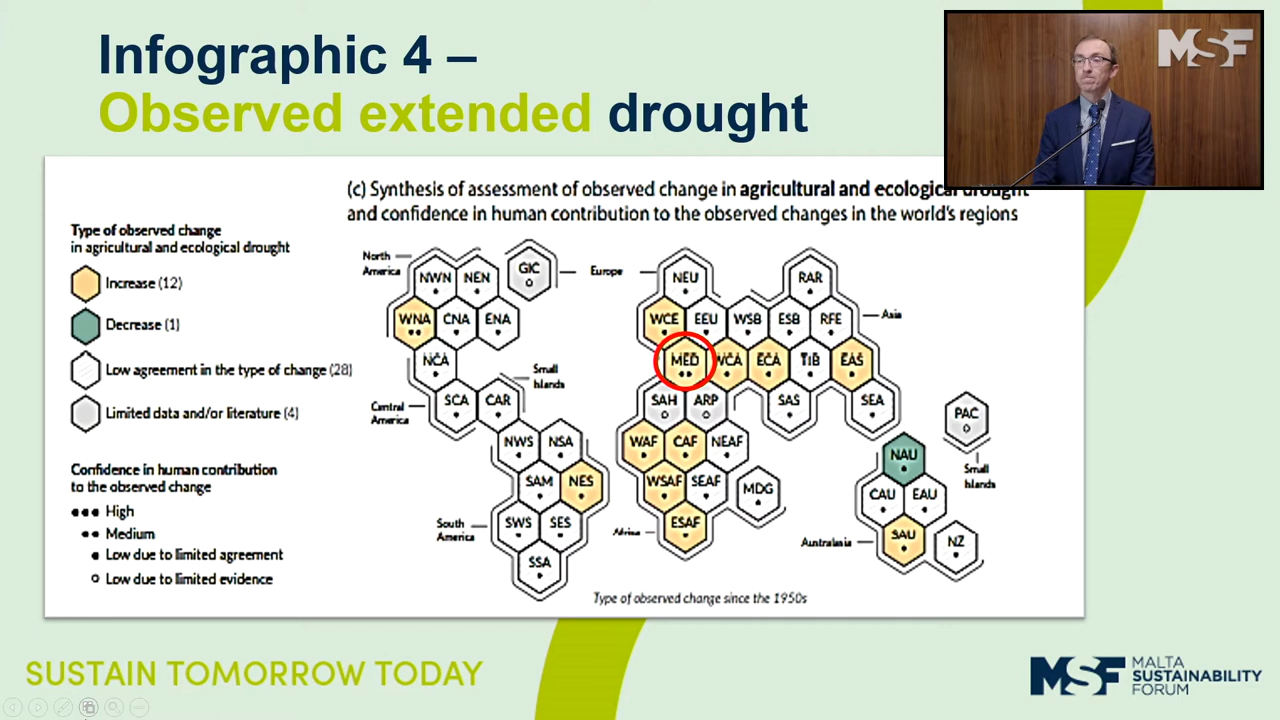 Infographic 4 –
Observed extended drought
MSF
(c) Synthesis of assessment of observed change in agricultural and ecological drought
and confidence in human contribution to the observed changes in the world's regions
Type of observed change
in agricultural and ecological drought
Increase (12)
Decrease (1)
Low agreement in the type of change (28)
Limited data and/or literature (4)
Confidence in human contribution
to the observed change
High
Medium
Low due to limited agreement
Low due to limited evidence
North
America
GIC
Europe
NWN NEN
NEU
RAR
WNA CNA ENA
WCE EEU WSB ESB RFE
Asia
NCA
MED WCA ECA TIB EAS
Small
Islands
Central
America
SCA CAR
SAH ARP
SAS
SEA
PAC
NWS NSA
WAF CAF NEAF
NAU
Small
Islands
SAM NES
WSAF SEAF MDG
CAU EAU
South
America
SWS SES
Africa
ESAF
Australasia
SAU NZ
SSA
Type of observed change since the 1950s
SUSTAIN TOMORROW TODAY
MSF
MALTA
SUSTAINABILITY
FORUM